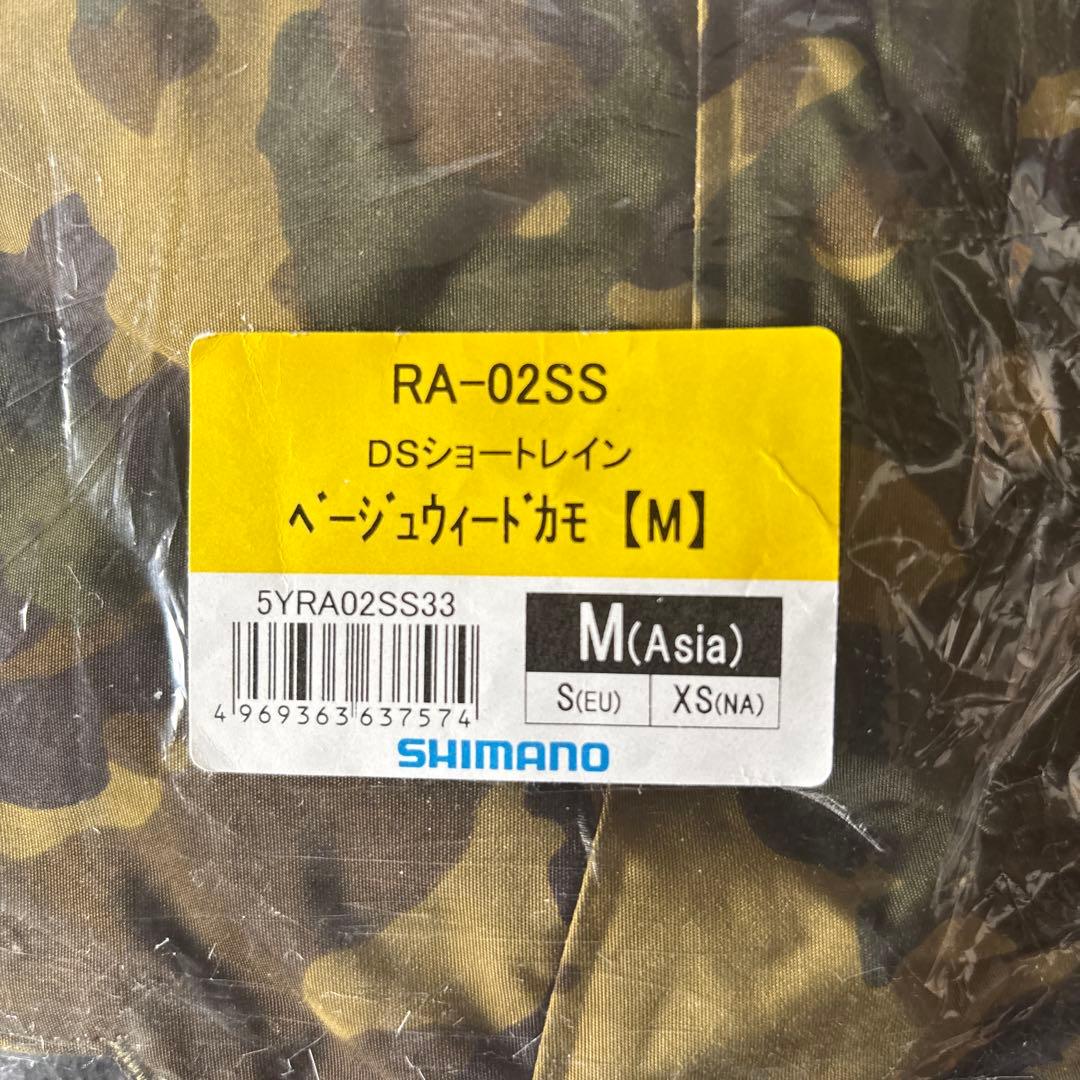 RA-02SS
DSショートレイン
ベージュウィードカモ【M】
5YRA02SS33
4969363637574
M(Asia)
S(EU) XS(NA)
SHIMANO